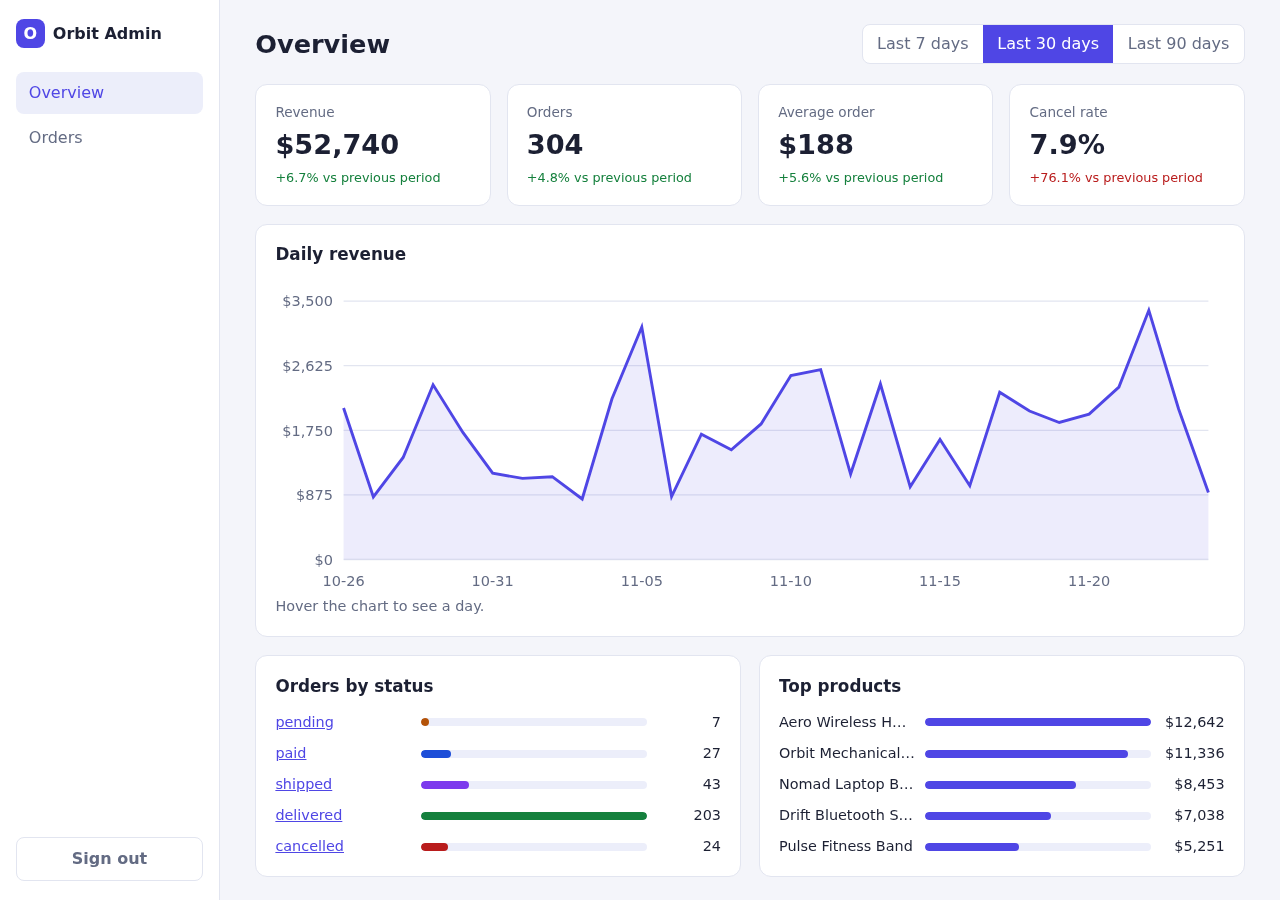 O Orbit Admin
Overview
Orders
Sign out
Overview
Last 7 days Last 30 days Last 90 days
Revenue
$52,740
+6.7% vs previous period
Orders
304
+4.8% vs previous period
Average order
$188
+5.6% vs previous period
Cancel rate
7.9%
+76.1% vs previous period
Daily revenue
$3,500
$2,625
$1,750
$875
$0
10-26 10-31 11-05 11-10 11-15 11-20
Hover the chart to see a day.
Orders by status
pending 7
paid 27
shipped 43
delivered 203
cancelled 24
Top products
Aero Wireless H... $12,642
Orbit Mechanical... $11,336
Nomad Laptop B... $8,453
Drift Bluetooth S... $7,038
Pulse Fitness Band $5,251